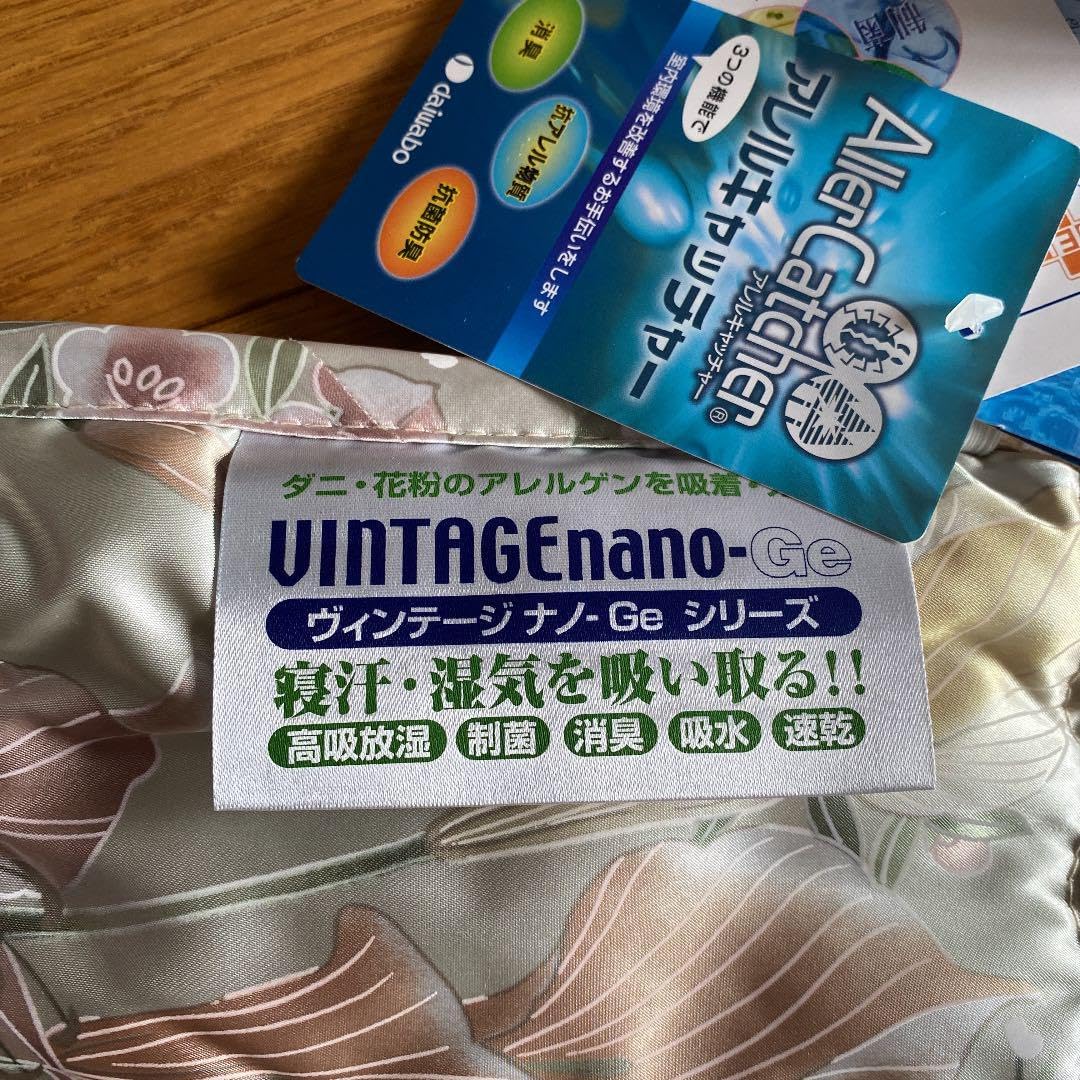 AllerCatcher®
アレルキャッチャー
3つの機能で
アレルキャッチャー
室内環境を改善するお手伝いをします
消臭
抗アレル物質
抗菌防臭
daiwabo
ダニ・花粉のアレルゲンを吸着・
VINTAGEnano-Ge
ヴィンテージ ナノ-Ge シリーズ
寝汗・湿気を吸い取る!!
高吸放湿 制菌 消臭 吸水 速乾